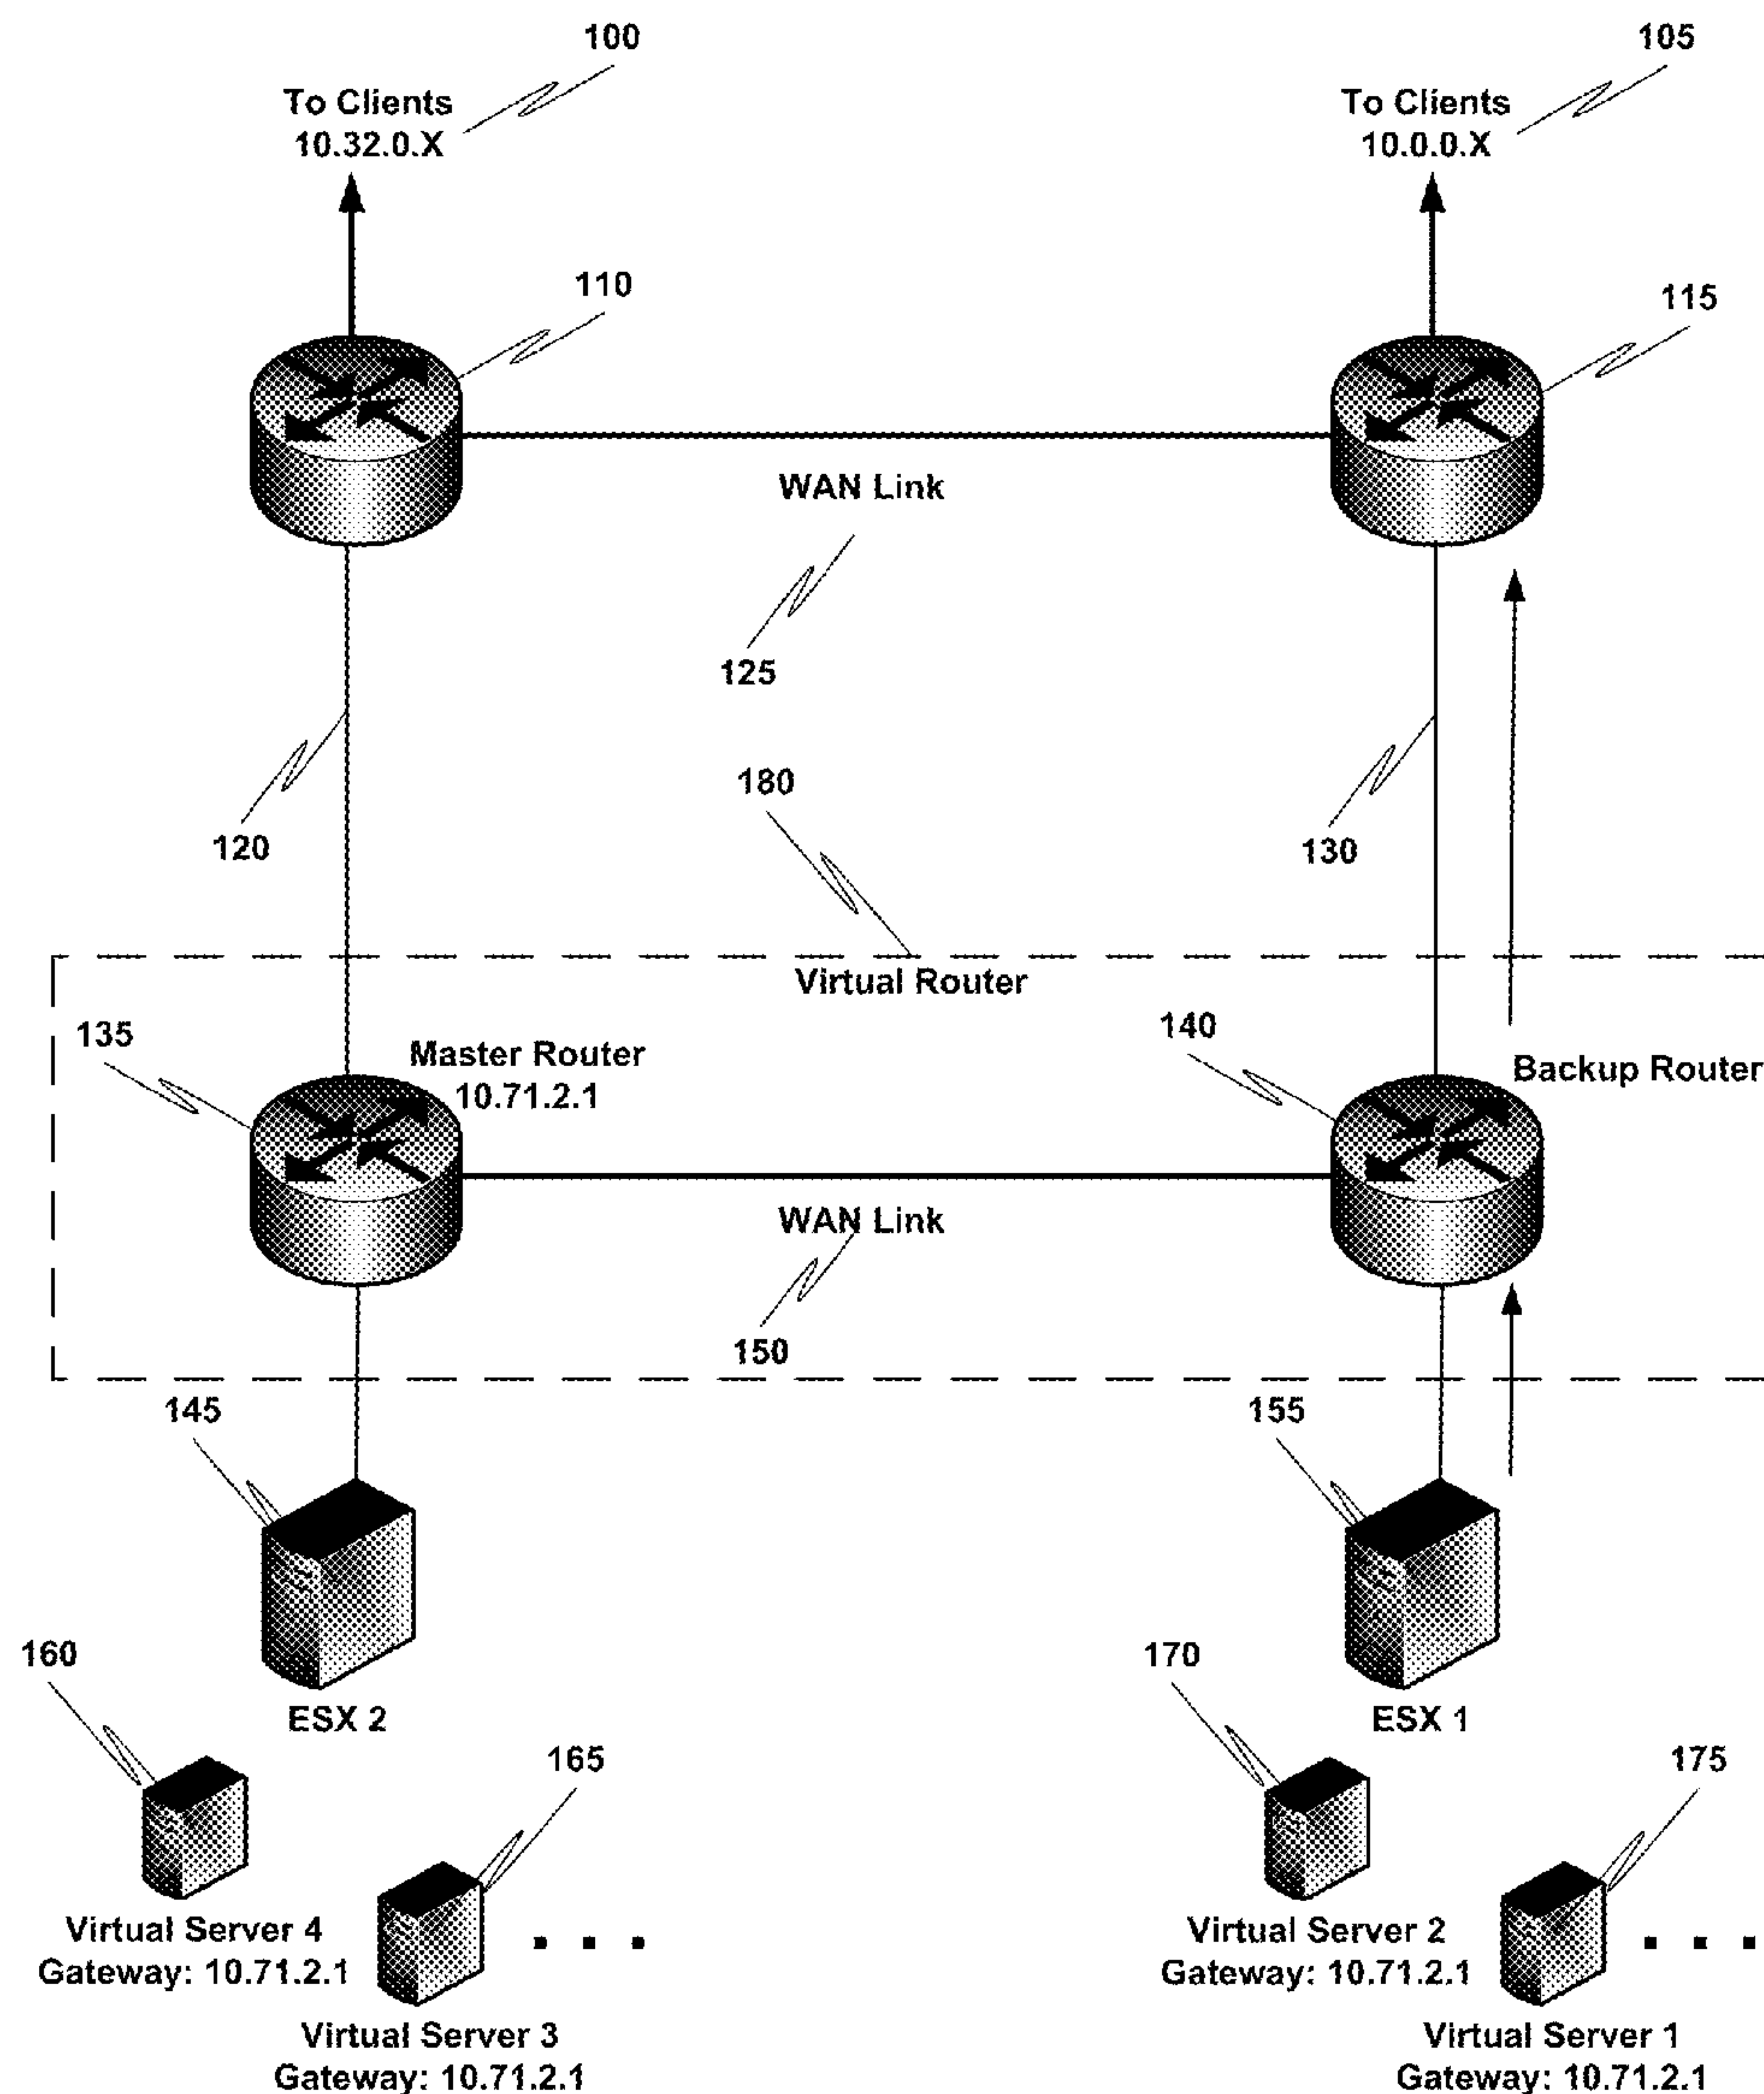 100
105
To Clients
10.32.0.X
To Clients
10.0.0.X
110
115
WAN Link
125
120
180
130
Virtual Router
135
Master Router
10.71.2.1
140
Backup Router
WAN Link
150
145
155
160
ESX 2
170
ESX 1
165
175
Virtual Server 4
Gateway: 10.71.2.1
Virtual Server 2
Gateway: 10.71.2.1
Virtual Server 3
Gateway: 10.71.2.1
Virtual Server 1
Gateway: 10.71.2.1